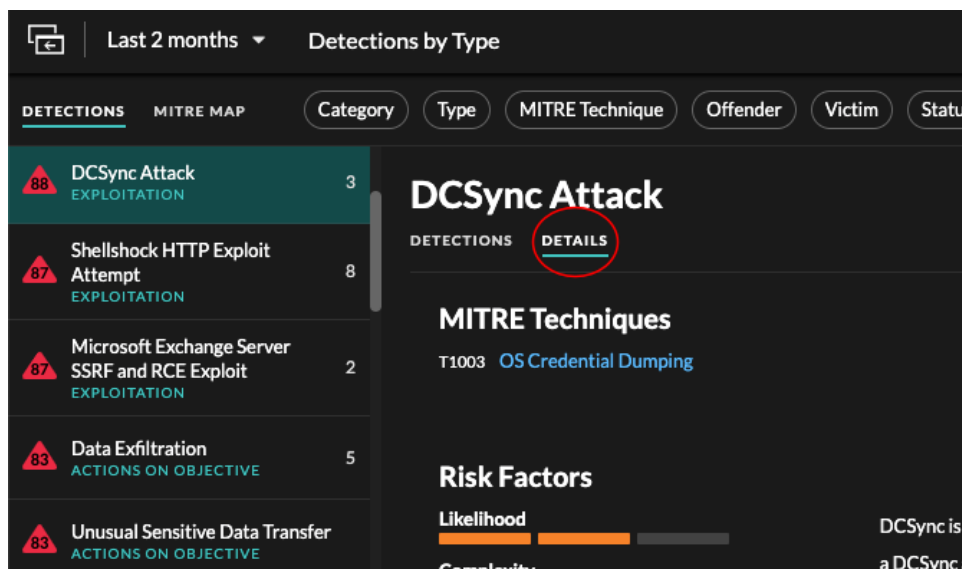 Last 2 months
Detections by Type
DETECTIONS MITRE MAP
Category Type MITRE Technique Offender Victim
88 DCSync Attack 3
EXPLOITATION
87 Shellshock HTTP Exploit
Attempt 8
EXPLOITATION
87 Microsoft Exchange Server
SSRF and RCE Exploit 2
EXPLOITATION
83 Data Exfiltration 5
ACTIONS ON OBJECTIVE
83 Unusual Sensitive Data Transfer
ACTIONS ON OBJECTIVE
DCSync Attack
DETECTIONS DETAILS
MITRE Techniques
T1003 OS Credential Dumping
Risk Factors
Likelihood
Complexity
DCSync is
a DCSync